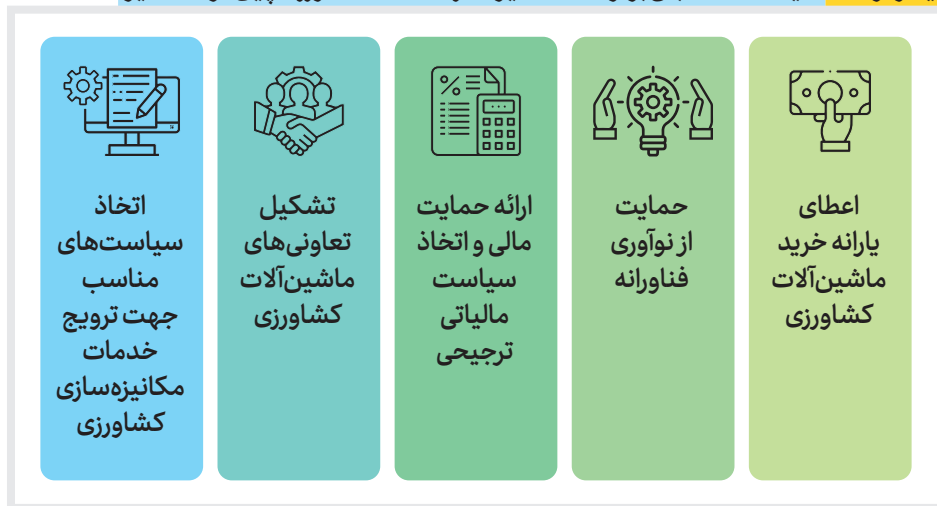 اعطای
یارانه خرید
ماشین‌آلات
کشاورزی
حمایت
از نوآوری
فناورانه
ارائه حمایت
مالی و اتخاذ
سیاست
مالیاتی
ترجیحی
تشکیل
تعاونی‌های
ماشین‌آلات
کشاورزی
اتخاذ
سیاست‌های
مناسب
جهت ترویج
خدمات
مکانیزه‌سازی
کشاورزی